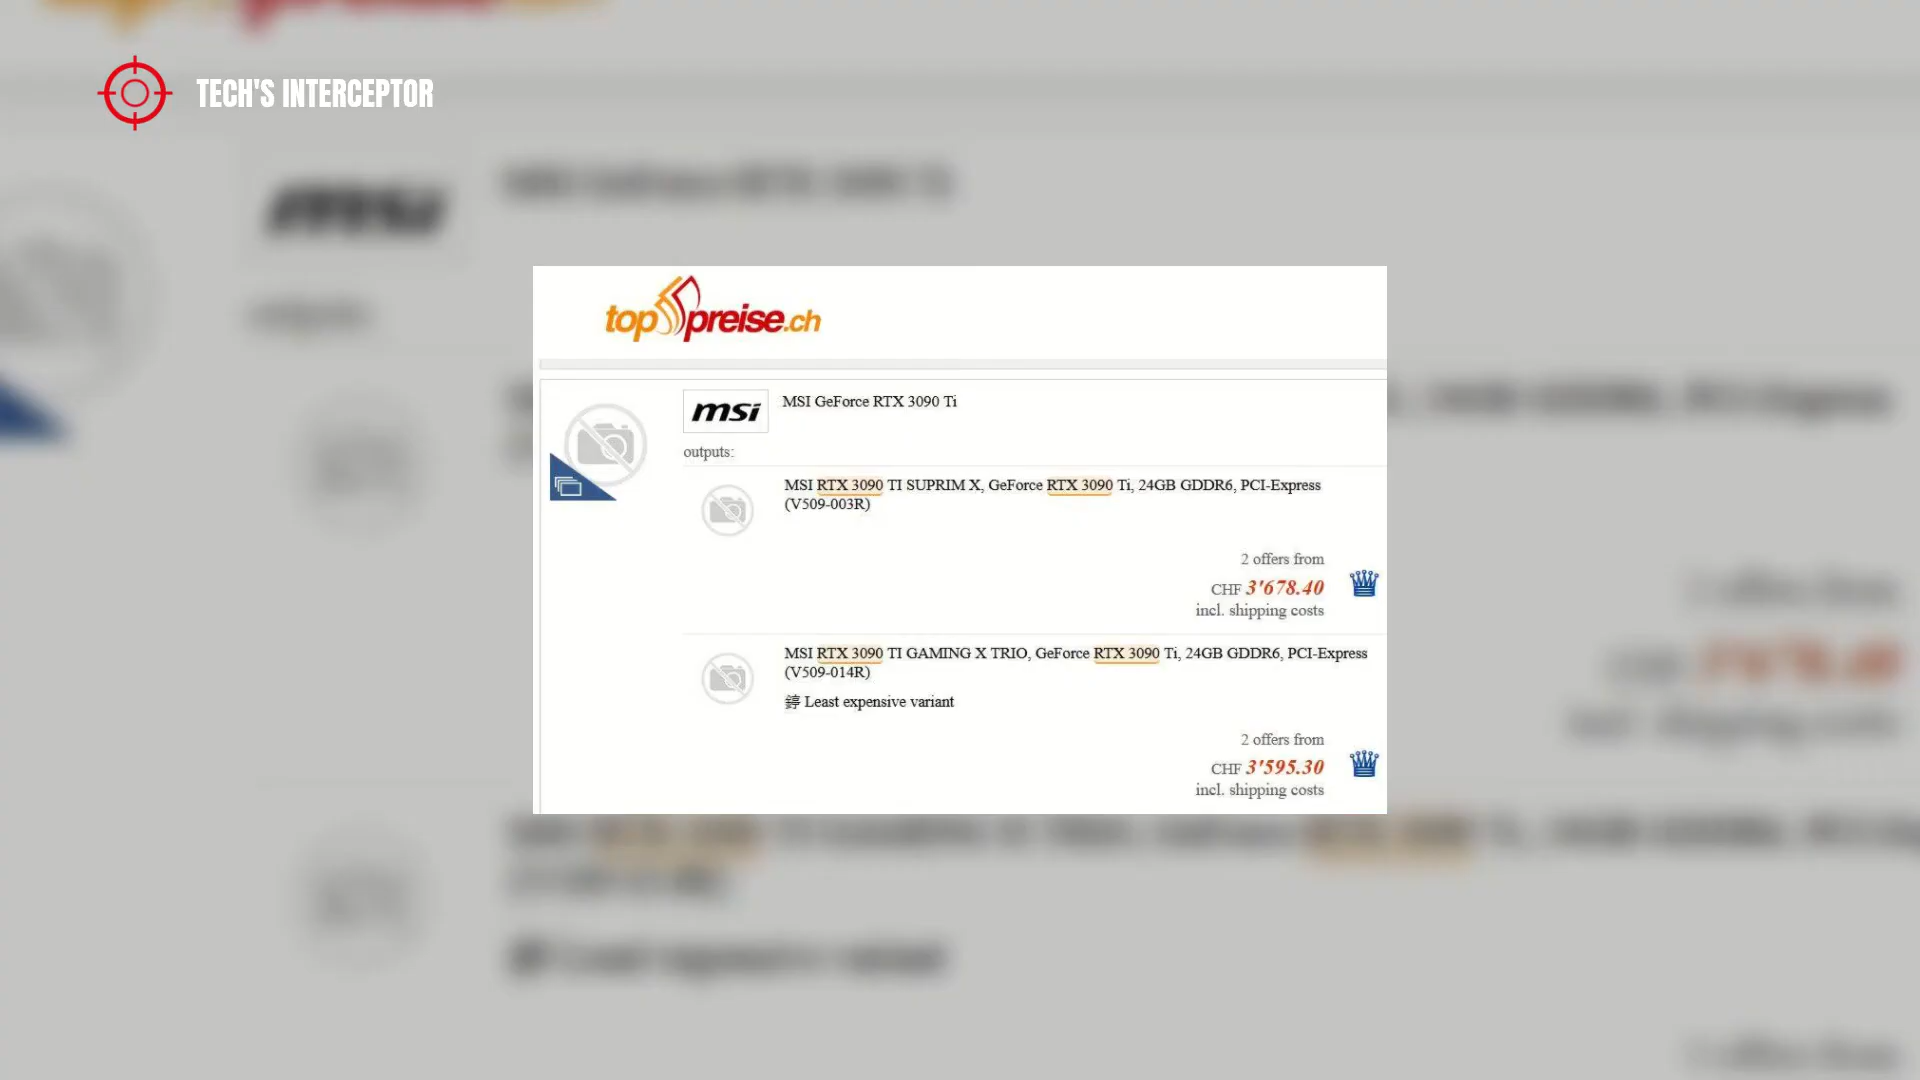 TECH'S INTERCEPTOR
toppreise.ch
msi
MSI GeForce RTX 3090 Ti
outputs:
MSI RTX 3090 TI SUPRIM X, GeForce RTX 3090 Ti, 24GB GDDR6, PCI-Express
(V509-003R)
2 offers from
CHF 3'678.40
incl. shipping costs
MSI RTX 3090 TI GAMING X TRIO, GeForce RTX 3090 Ti, 24GB GDDR6, PCI-Express
(V509-014R)
Least expensive variant
2 offers from
CHF 3'595.30
incl. shipping costs